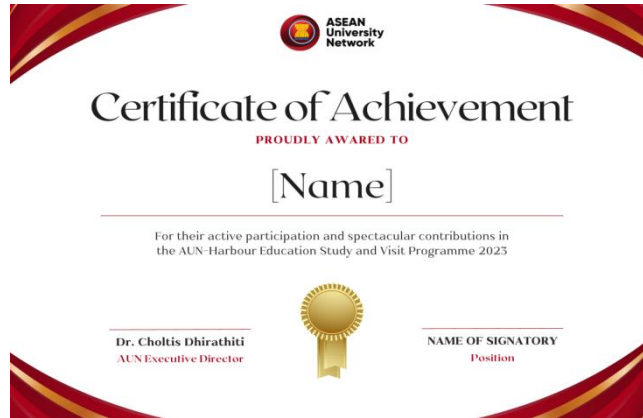 ASEAN
University
Network
Certificate of Achievement
PROUDLY AWARED TO
[Name]
For their active participation and spectacular contributions in
the AUN-Harbour Education Study and Visit Programme 2023
Dr. Choltis Dhirathiti
AUN Executive Director
NAME OF SIGNATORY
Position